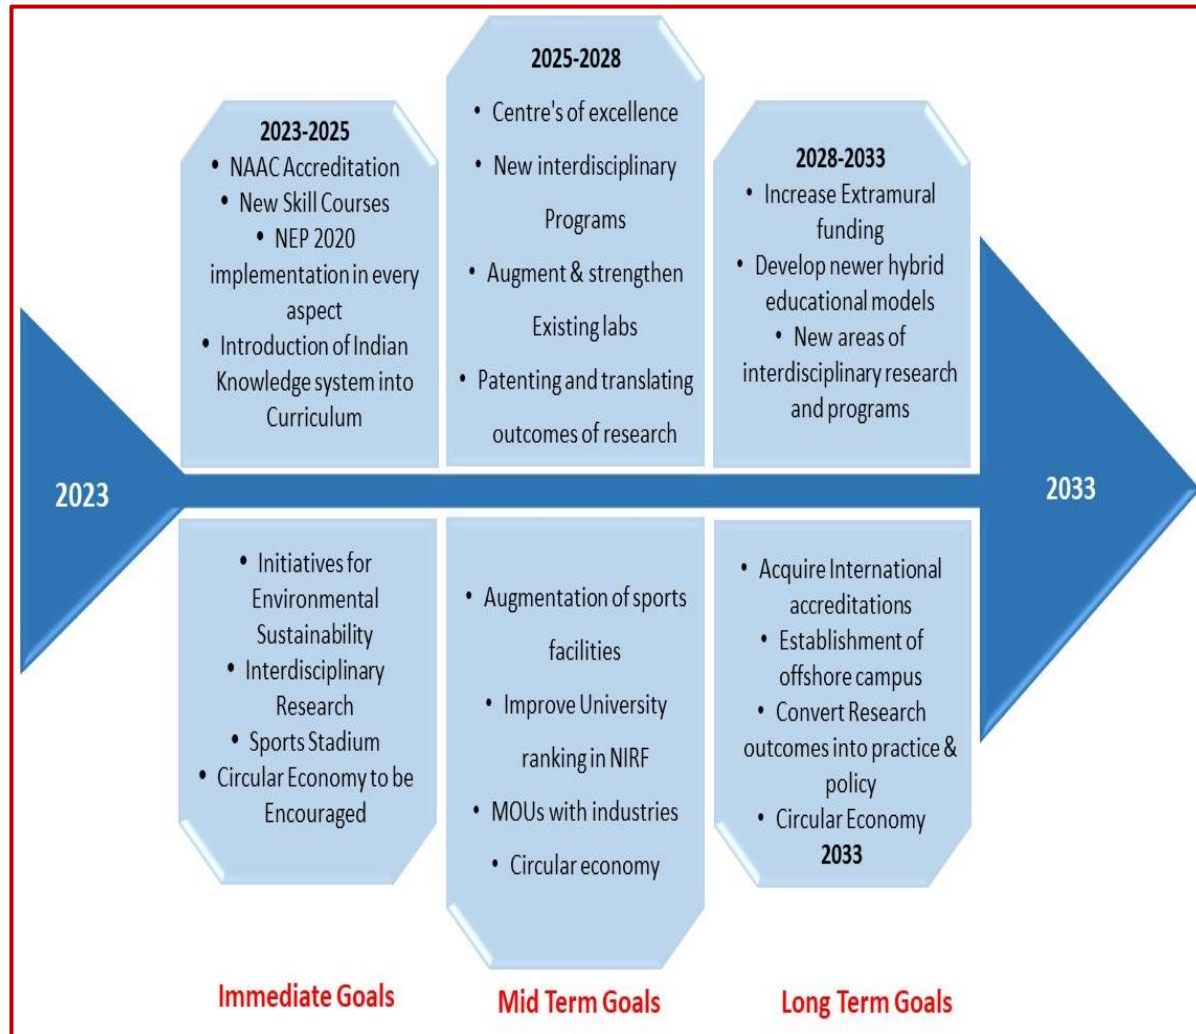 2023-2025
• NAAC Accreditation
• New Skill Courses
• NEP 2020
implementation in every
aspect
• Introduction of Indian
Knowledge system into
Curriculum
2025-2028
• Centre's of excellence
• New interdisciplinary
Programs
• Augment & strengthen
Existing labs
• Patenting and translating
outcomes of research
2028-2033
• Increase Extramural
funding
• Develop newer hybrid
educational models
• New areas of
interdisciplinary research
and programs
2023
2033
• Initiatives for
Environmental
Sustainability
• Interdisciplinary
Research
• Sports Stadium
• Circular Economy to be
Encouraged
• Augmentation of sports
facilities
• Improve University
ranking in NIRF
• MOUs with industries
• Circular economy
• Acquire International
accreditations
• Establishment of
offshore campus
• Convert Research
outcomes into practice &
policy
• Circular Economy
2033
Immediate Goals
Mid Term Goals
Long Term Goals